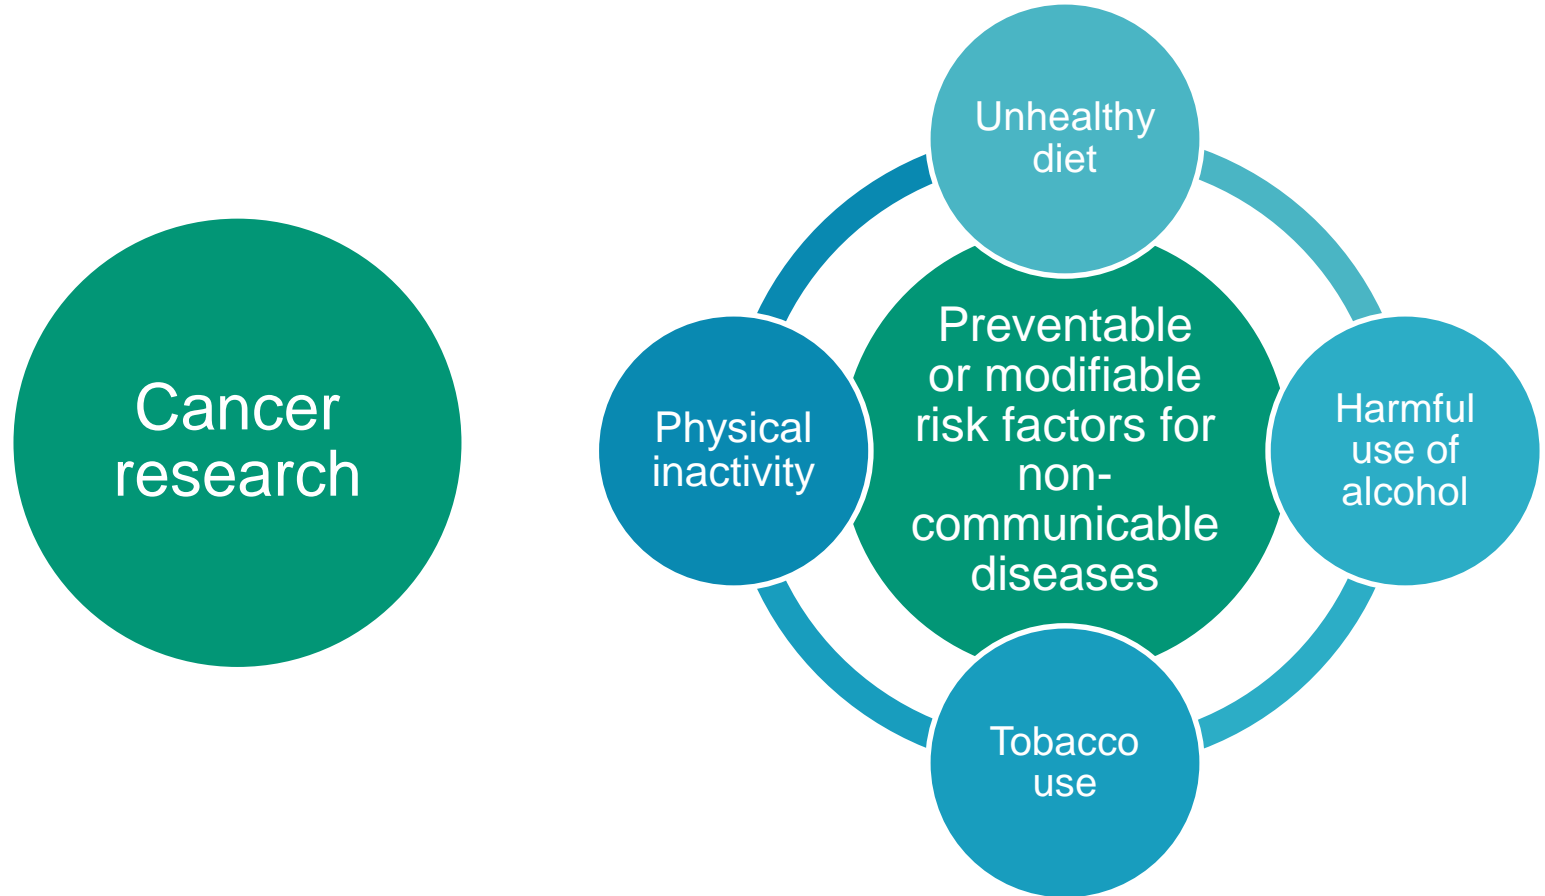 Cancer
research
Unhealthy
diet
Preventable
or modifiable
risk factors for
non-
communicable
diseases
Physical
inactivity
Harmful
use of
alcohol
Tobacco
use